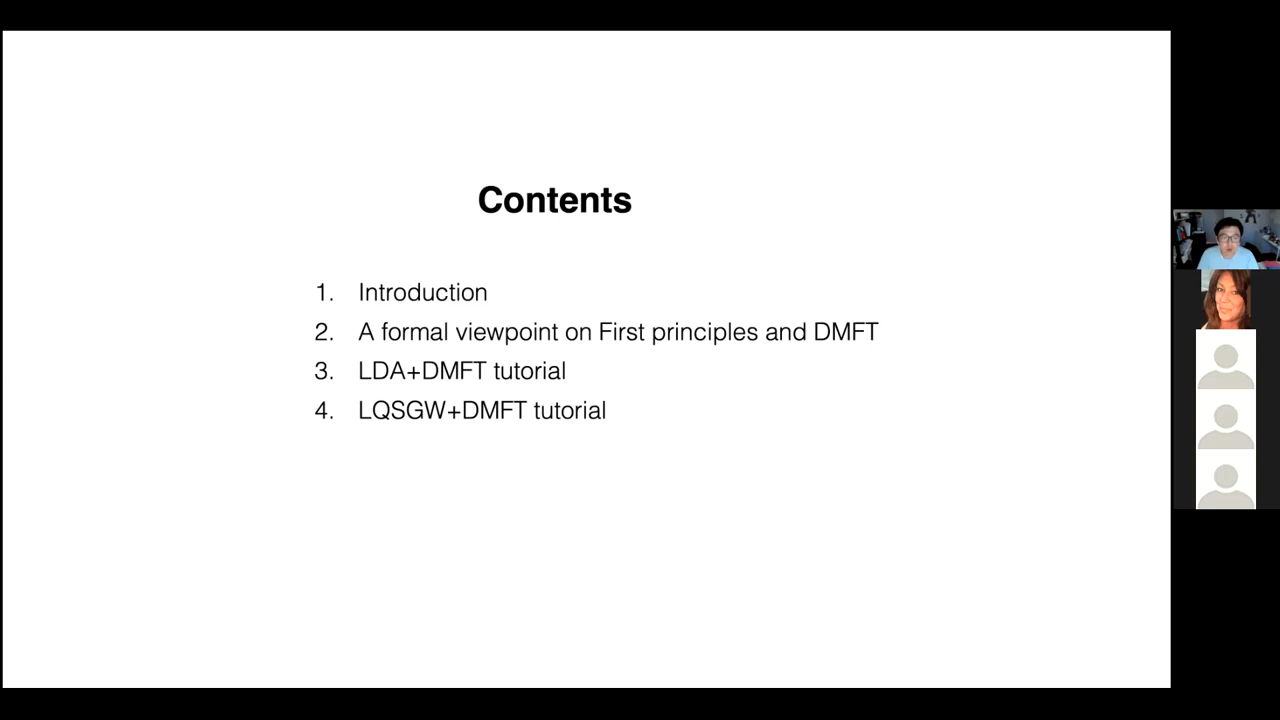 Contents
1. Introduction
2. A formal viewpoint on First principles and DMFT
3. LDA+DMFT tutorial
4. LQSGW+DMFT tutorial